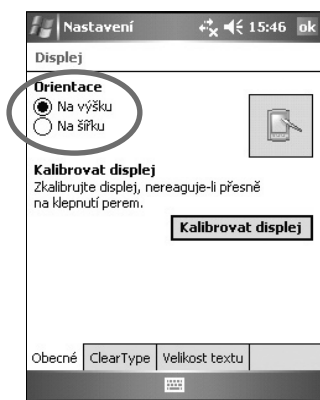 Nastavení 15:46 ok
Displej
Orientace
Na výšku
Na šířku
Kalibrovat displej
Zkalibrujte displej, nereaguje-li přesně
na klepnutí perem.
Kalibrovat displej
Obecné ClearType Velikost textu